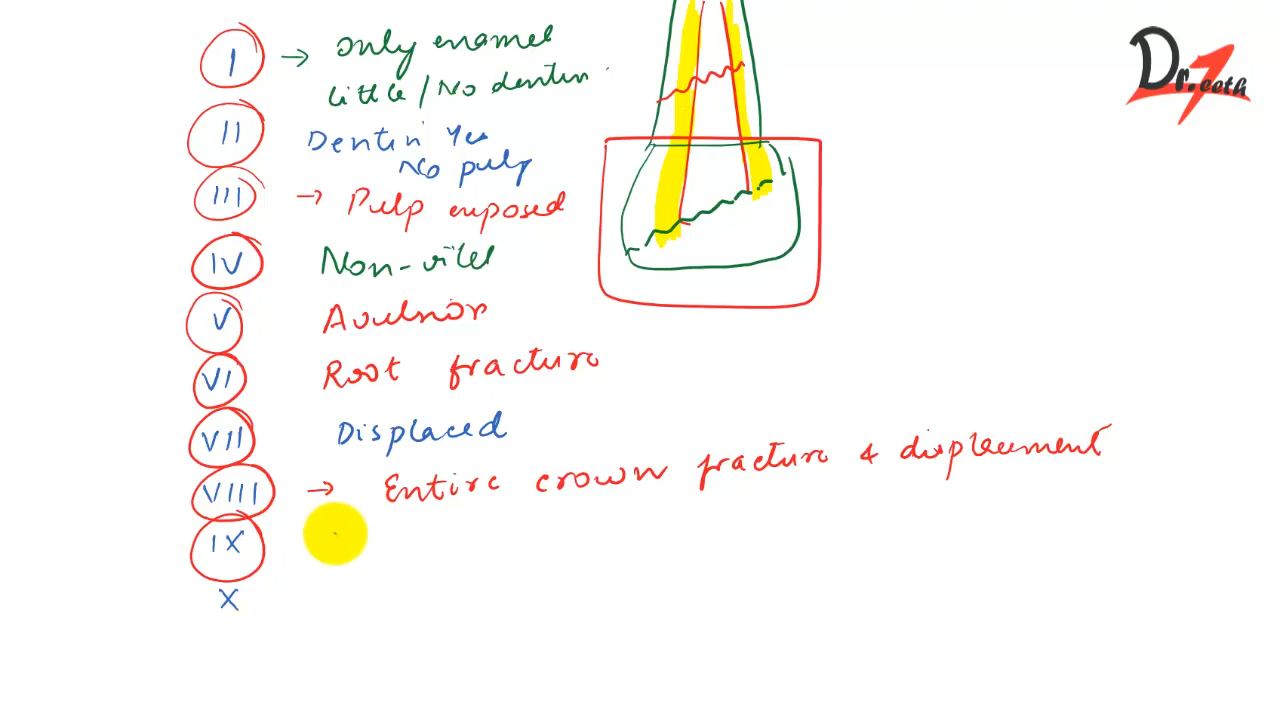 I → only enamel
little / No dentin
II Dentin Yes
No pulp
III → Pulp exposed
IV Non-vital
V Avulsion
VI Root fracture
VII Displaced
VIII → Entire crown fracture & displacement
IX
X
Dr.Teeth